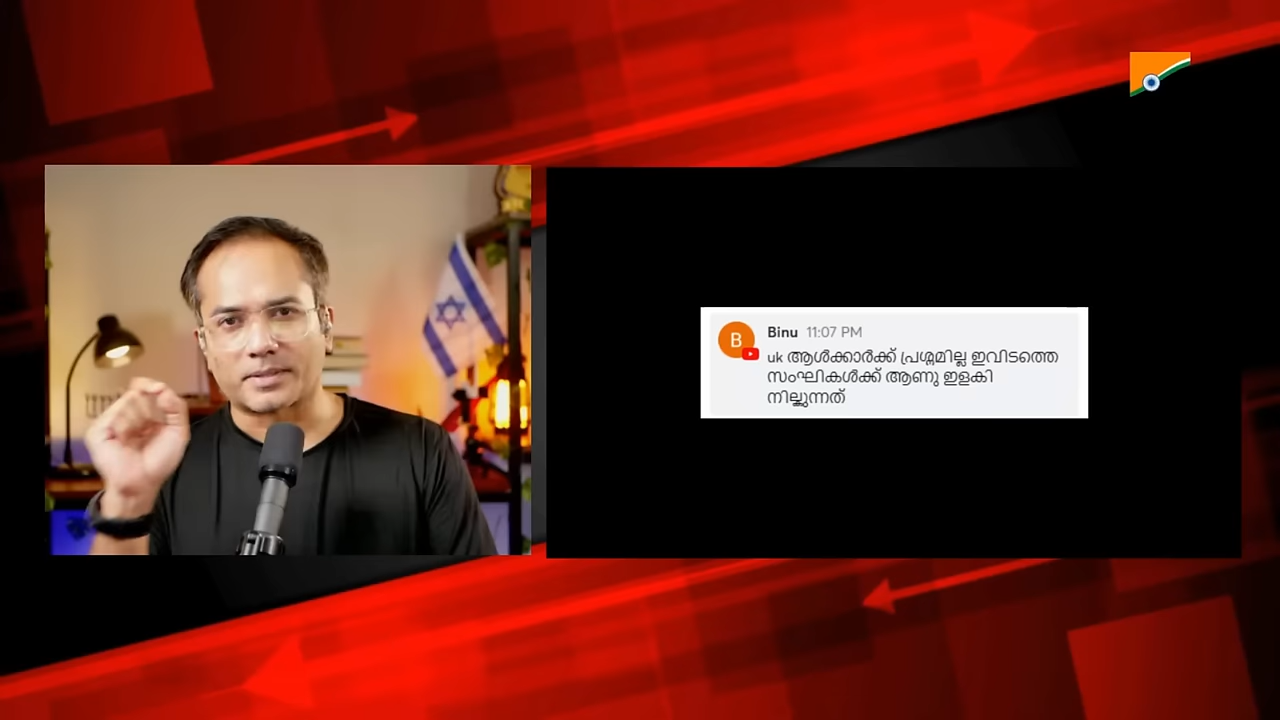 Binu 11:07 PM
B
uk ആൾക്കാർക്ക് പ്രശ്നമില്ല ഇവിടത്തെ
സംഘികൾക്ക് ആണു ഇളകി
നില്ക്കുന്നത്